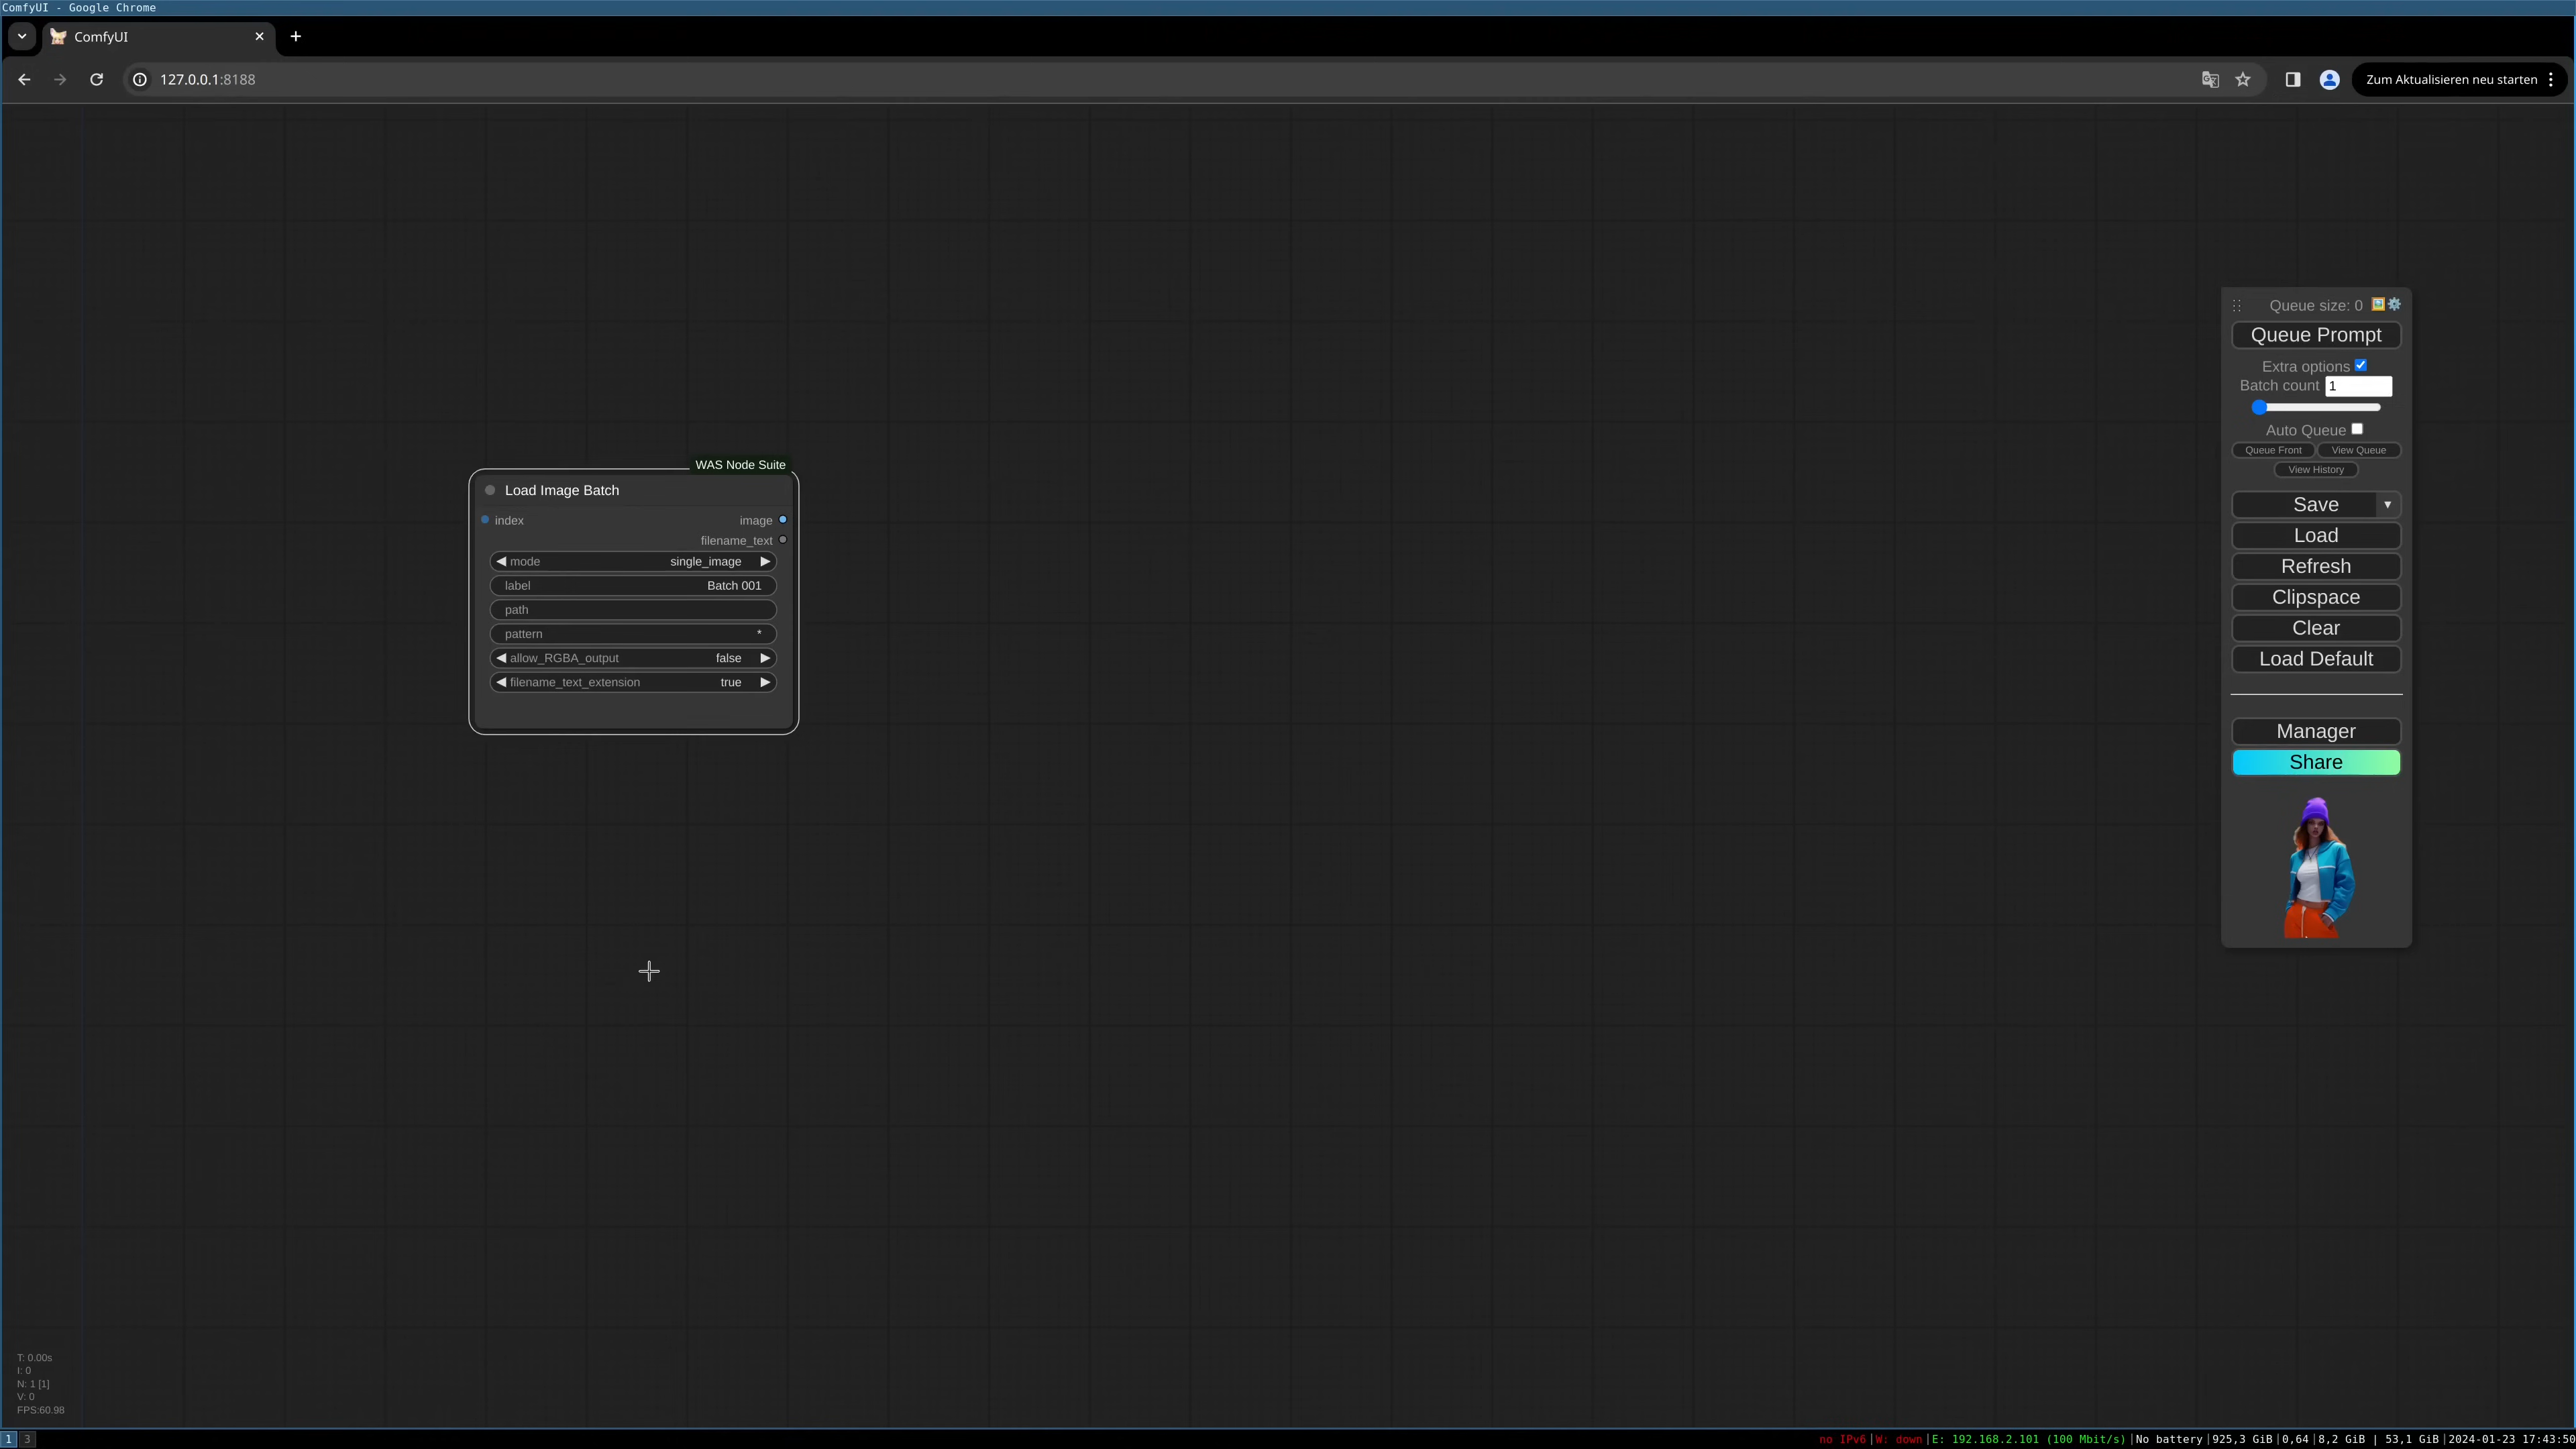 ComfyUI - Google Chrome
ComfyUI
127.0.0.1:8188
Zum Aktualisieren neu starten
Queue size: 0
Queue Prompt
Extra options
Batch count 1
Auto Queue
Queue Front View Queue
View History
Save ▼
Load
Refresh
Clipspace
Clear
Load Default
Manager
Share
WAS Node Suite
Load Image Batch
index image
filename_text
◀ mode single_image ▶
label Batch 001
path
pattern *
◀ allow_RGBA_output false ▶
◀ filename_text_extension true ▶
T: 0.00s
I: 0
N: 1 [1]
V: 0
FPS:60.98
1 3 no IPv6|W: down|E: 192.168.2.101 (100 Mbit/s)|No battery|925,3 GiB|0,64|8,2 GiB | 53,1 GiB|2024-01-23 17:43:50